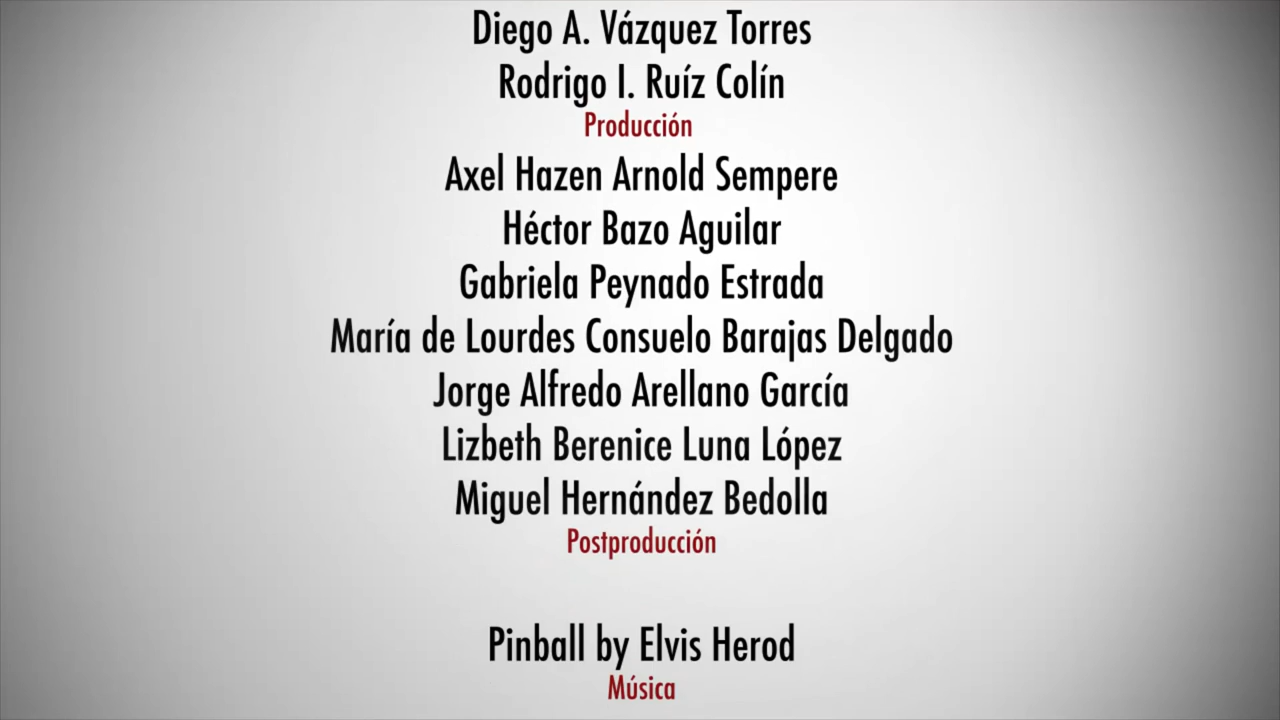 Diego A. Vázquez Torres
Rodrigo I. Ruíz Colín
Producción
Axel Hazen Arnold Sempere
Héctor Bazo Aguilar
Gabriela Peynado Estrada
María de Lourdes Consuelo Barajas Delgado
Jorge Alfredo Arellano García
Lizbeth Berenice Luna López
Miguel Hernández Bedolla
Postproducción
Pinball by Elvis Herod
Música